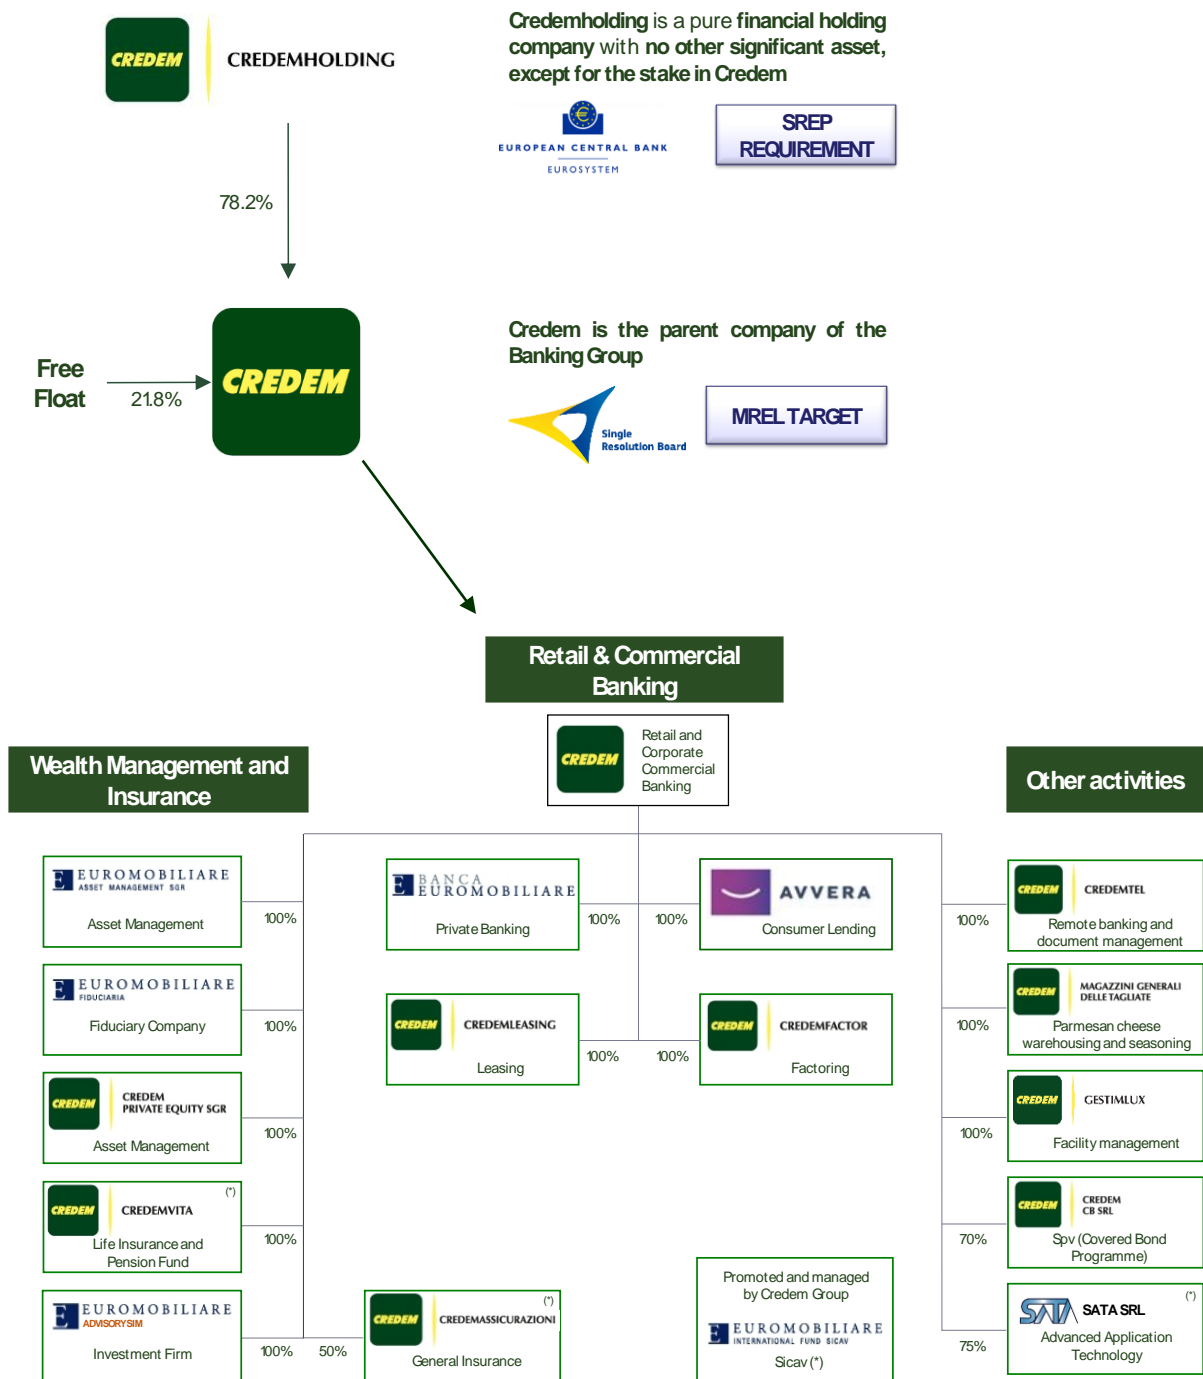 CREDEM
CREDEMHOLDING
Credemholding is a pure financial holding
company with no other significant asset,
except for the stake in Credem
EUROPEAN CENTRAL BANK
EUROSYSTEM
SREP
REQUIREMENT
78.2%
Free
Float
21.8%
CREDEM
Credem is the parent company of the
Banking Group
Single
Resolution Board
MREL TARGET
Retail & Commercial
Banking
CREDEM
Retail and
Corporate
Commercial
Banking
Wealth Management and
Insurance
Other activities
E EUROMOBILIARE
ASSET MANAGEMENT SGR
Asset Management
100%
E EUROMOBILIARE
FIDUCIARIA
Fiduciary Company
100%
CREDEM
CREDEM
PRIVATE EQUITY SGR
Asset Management
100%
CREDEM
CREDEMVITA
(*)
Life Insurance and
Pension Fund
100%
E EUROMOBILIARE
ADVISORY SIM
Investment Firm
100%
50%
CREDEM
CREDEMASSICURAZIONI
(*)
General Insurance
E BANCA
EUROMOBILIARE
Private Banking
100%
100%
AVVERA
Consumer Lending
CREDEM
CREDEMLEASING
Leasing
100%
100%
CREDEM
CREDEMFACTOR
Factoring
Promoted and managed
by Credem Group
E EUROMOBILIARE
INTERNATIONAL FUND SICAV
Sicav (*)
100%
CREDEM
CREDEMTEL
Remote banking and
document management
100%
CREDEM
MAGAZZINI GENERALI
DELLE TAGLIATE
Parmesan cheese
warehousing and seasoning
100%
CREDEM
GESTIMLUX
Facility management
70%
CREDEM
CREDEM
CB SRL
Spv (Covered Bond
Programme)
75%
SATA
SATA SRL
(*)
Advanced Application
Technology